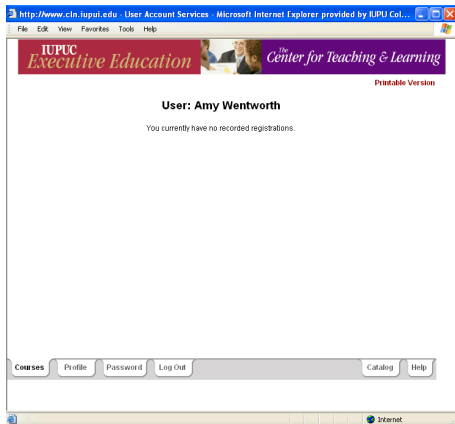 http://www.cln.iupui.edu - User Account Services - Microsoft Internet Explorer provided by IUPU Col...
File Edit View Favorites Tools Help
IUPUC
Executive Education
The
Center for Teaching & Learning
Printable Version
User: Amy Wentworth
You currently have no recorded registrations.
Courses Profile Password Log Out Catalog Help
Internet